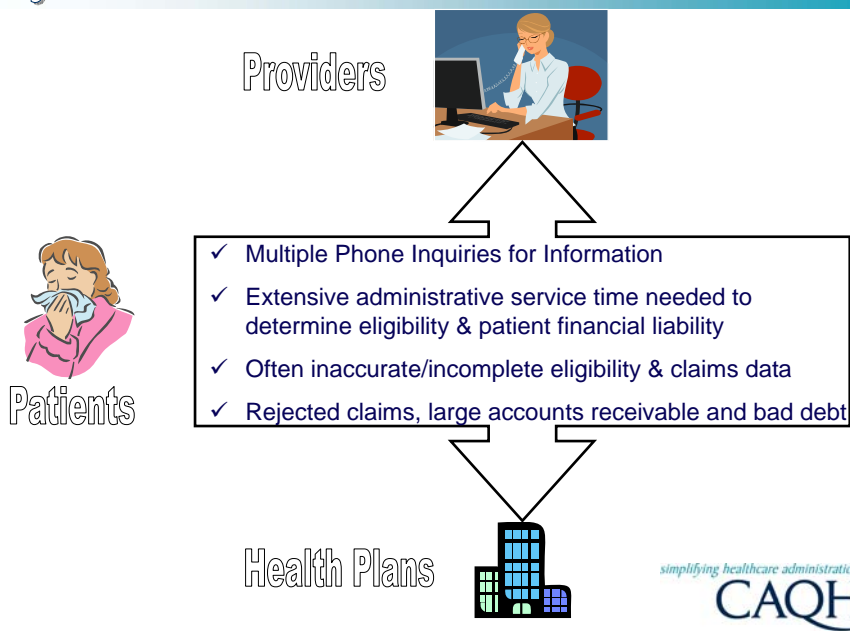 Providers
✓ Multiple Phone Inquiries for Information
✓ Extensive administrative service time needed to
determine eligibility & patient financial liability
✓ Often inaccurate/incomplete eligibility & claims data
✓ Rejected claims, large accounts receivable and bad debt
Patients
Health Plans
simplifying healthcare administratio
CAQH